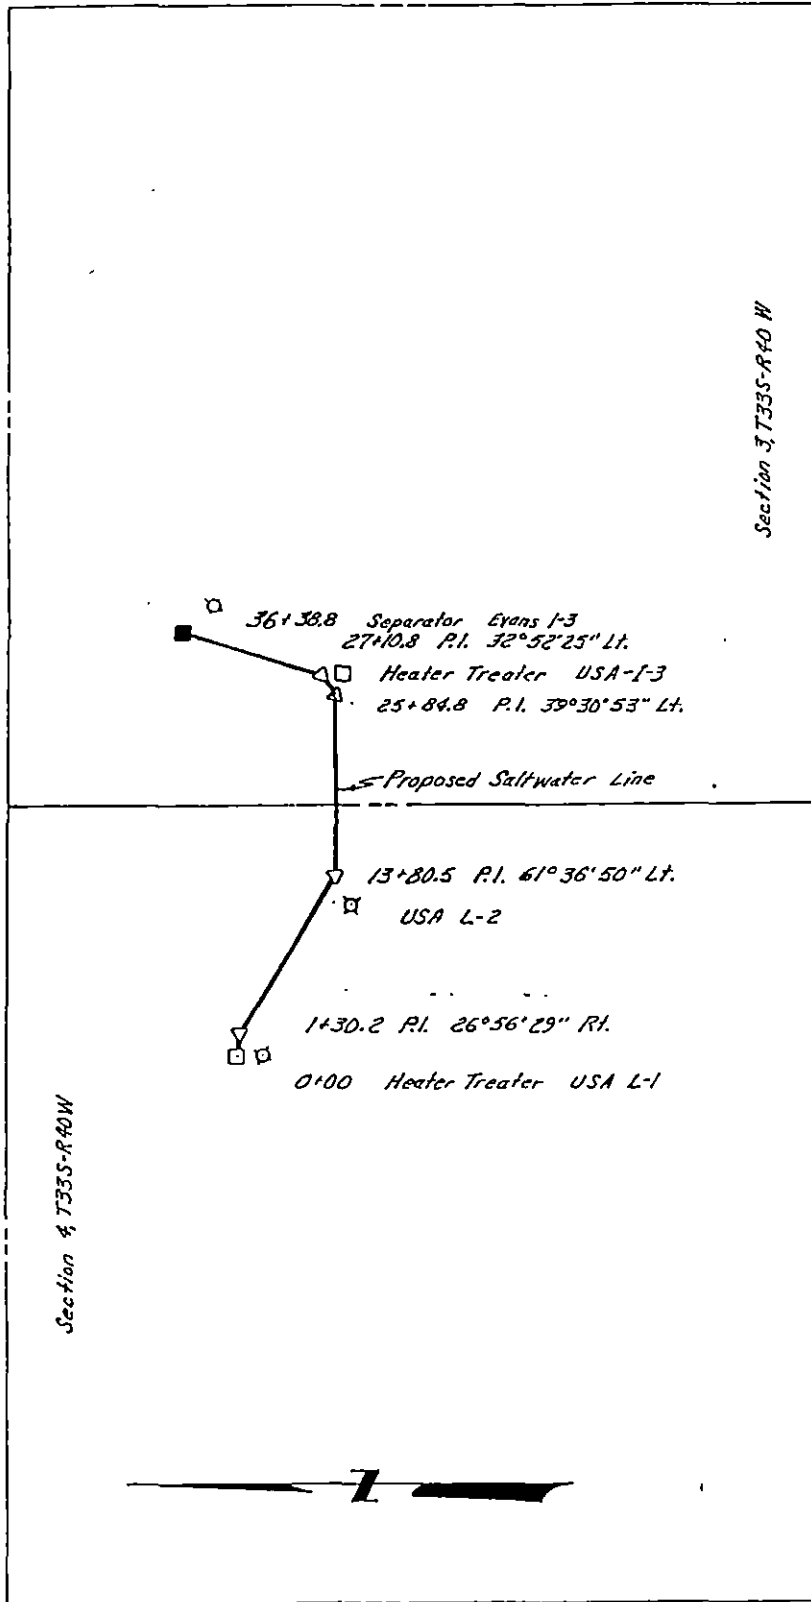 Section 3, T33S-R40 W
36+38.8 Separator Evans 1-3
27+10.8 P.I. 32°52'25" Lt.
Heater Treater USA-I-3
25+84.8 P.I. 39°30'53" Lt.
Proposed Saltwater Line
13+80.5 P.I. 61°36'50" Lt.
USA L-2
1+30.2 P.I. 26°56'29" Rt.
0+00 Heater Treater USA L-1
Section 4, T33S-R40W
Z